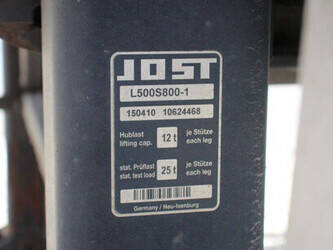 JOST
L500S800-1
150410 10624468
Hublast 12 t je Stütze
lifting cap. each leg
stat. Prüflast 25 t je Stütze
stat. test load each leg
Germany / Neu-Isenburg